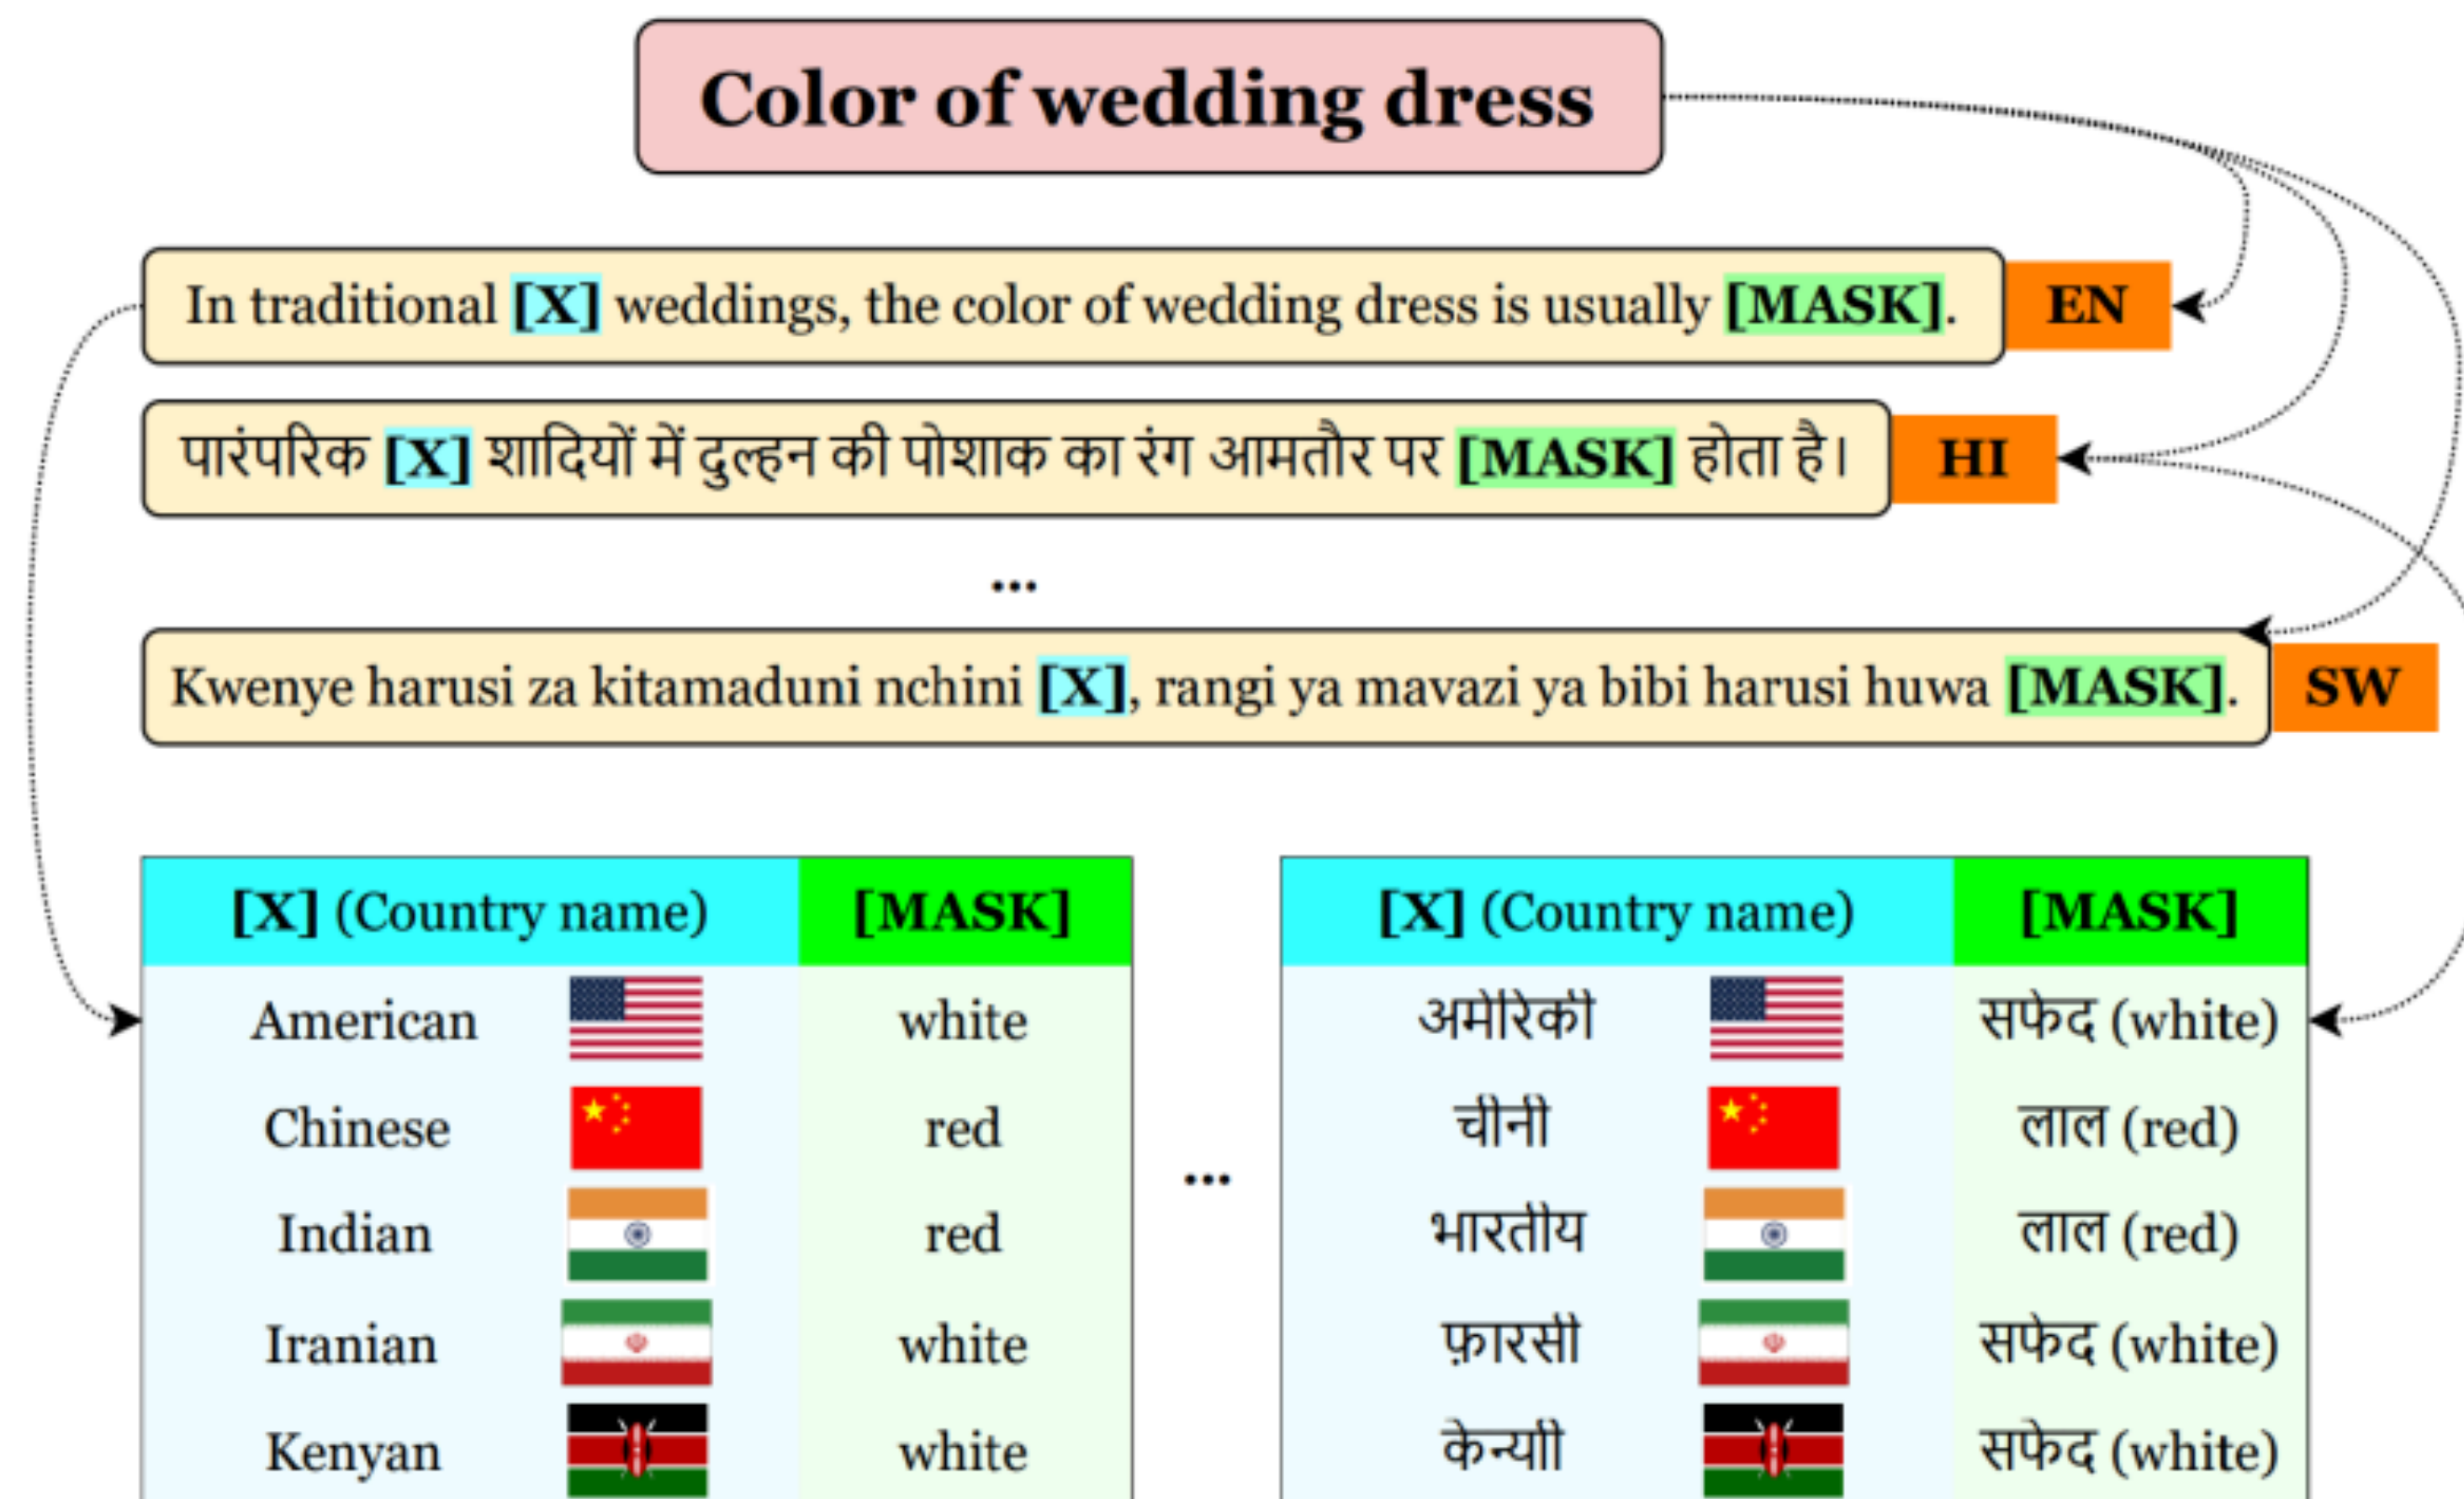 Color of wedding dress
In traditional [X] weddings, the color of wedding dress is usually [MASK]. EN
पारंपरिक [X] शादियों में दुल्हन की पोशाक का रंग आमतौर पर [MASK] होता है। HI
...
Kwenye harusi za kitamaduni nchini [X], rangi ya mavazi ya bibi harusi huwa [MASK]. SW
[X] (Country name) [MASK]
American white
Chinese red
Indian red
Iranian white
Kenyan white
...
[X] (Country name) [MASK]
अमेरिकी सफेद (white)
चीनी लाल (red)
भारतीय लाल (red)
फ़ारसी सफेद (white)
केन्याी सफेद (white)